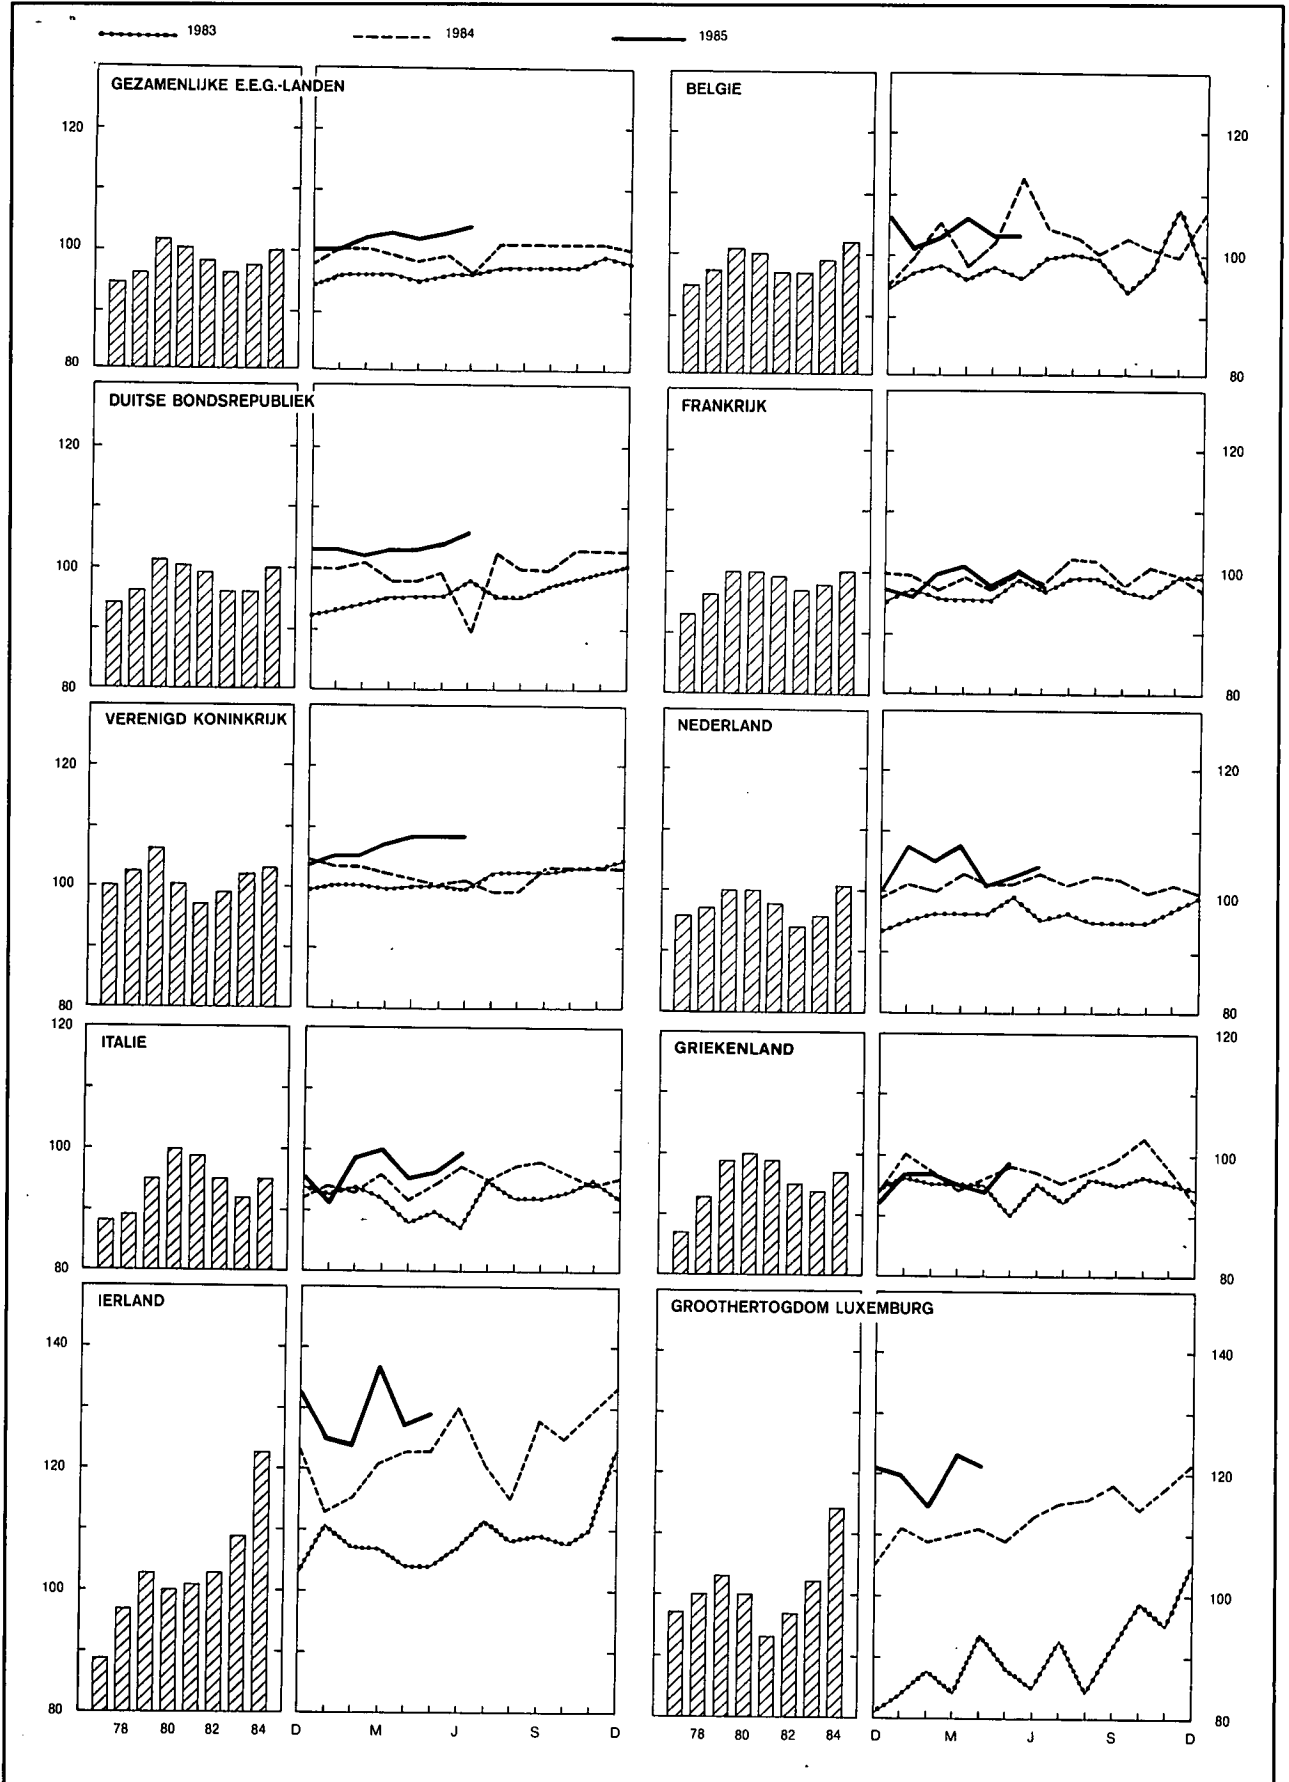 1983 1984 1985
GEZAMENLIJKE E.E.G.-LANDEN BELGIE
120 120
100 100
80 80
DUITSE BONDSREPUBLIEK FRANKRIJK
120 120
100 100
80 80
VERENIGD KONINKRIJK NEDERLAND
120 120
100 100
80 80
120 120
ITALIE GRIEKENLAND
100 100
80 80
IERLAND GROOTHERTOGDOM LUXEMBURG
140 140
120 120
100 100
80 80
78 80 82 84 D M J S D 78 80 82 84 D M J S D